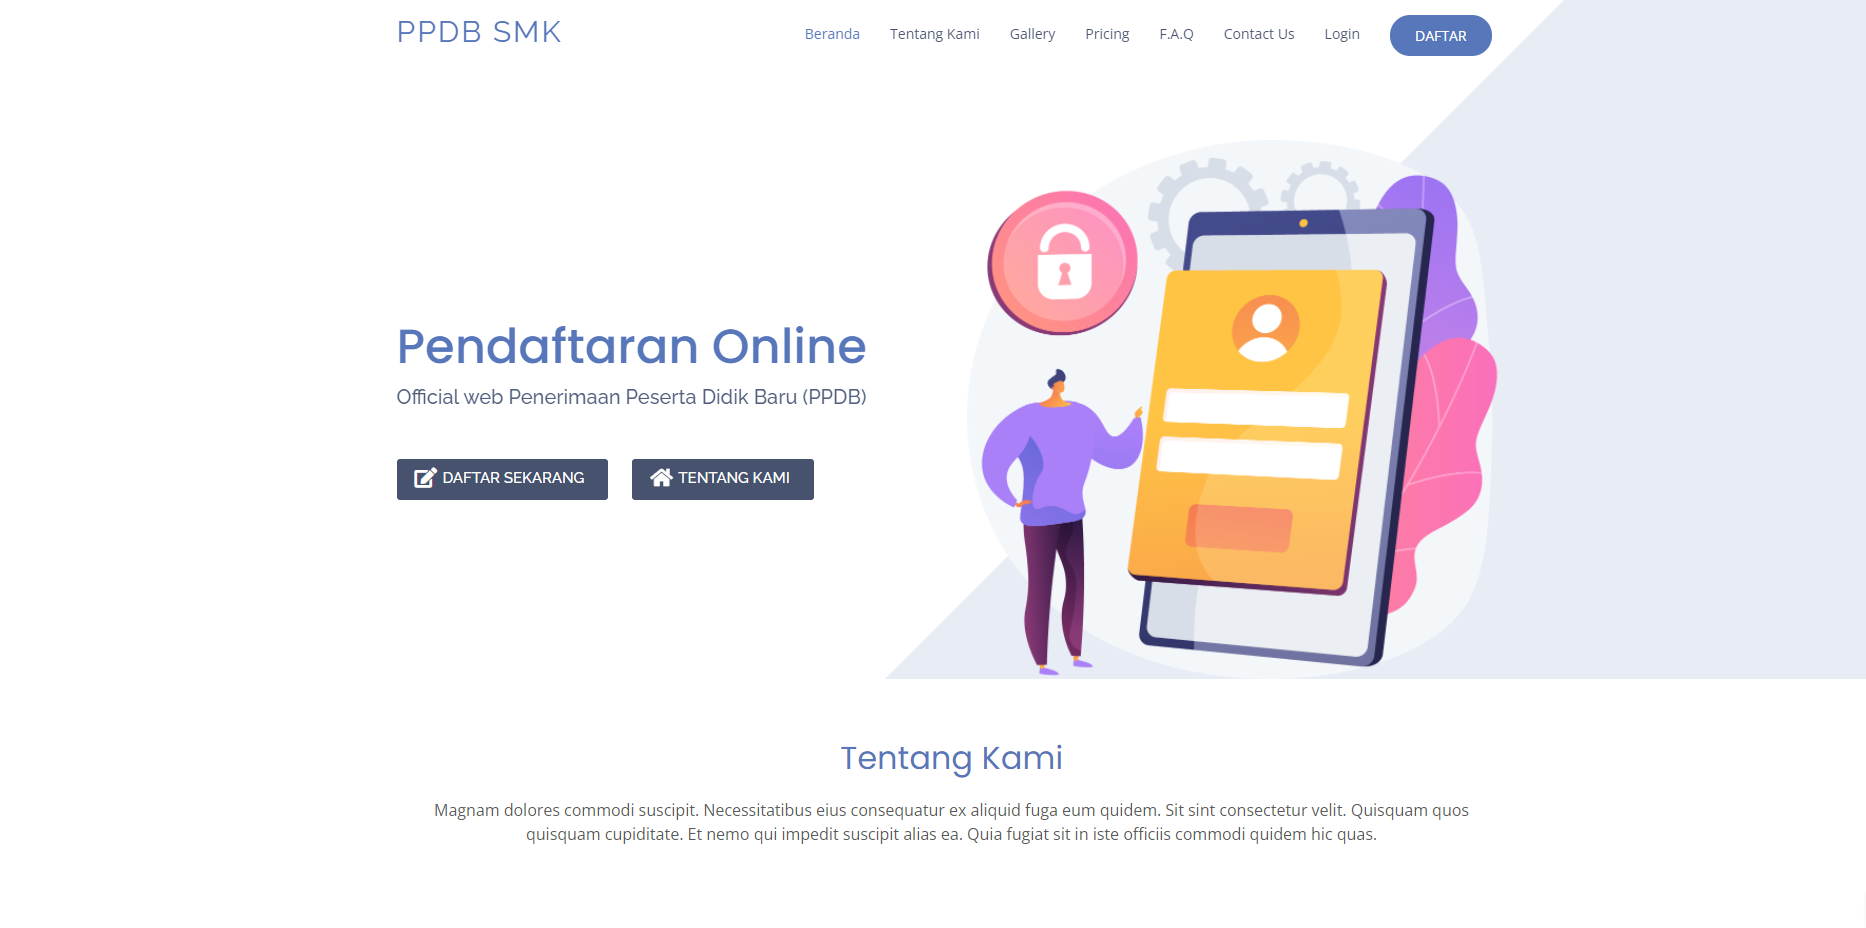 PPDB SMK
Beranda Tentang Kami Gallery Pricing F.A.Q Contact Us Login DAFTAR
Pendaftaran Online
Official web Penerimaan Peserta Didik Baru (PPDB)
DAFTAR SEKARANG TENTANG KAMI
Tentang Kami
Magnam dolores commodi suscipit. Necessitatibus eius consequatur ex aliquid fuga eum quidem. Sit sint consectetur velit. Quisquam quos
quisquam cupiditate. Et nemo qui impedit suscipit alias ea. Quia fugiat sit in iste officiis commodi quidem hic quas.